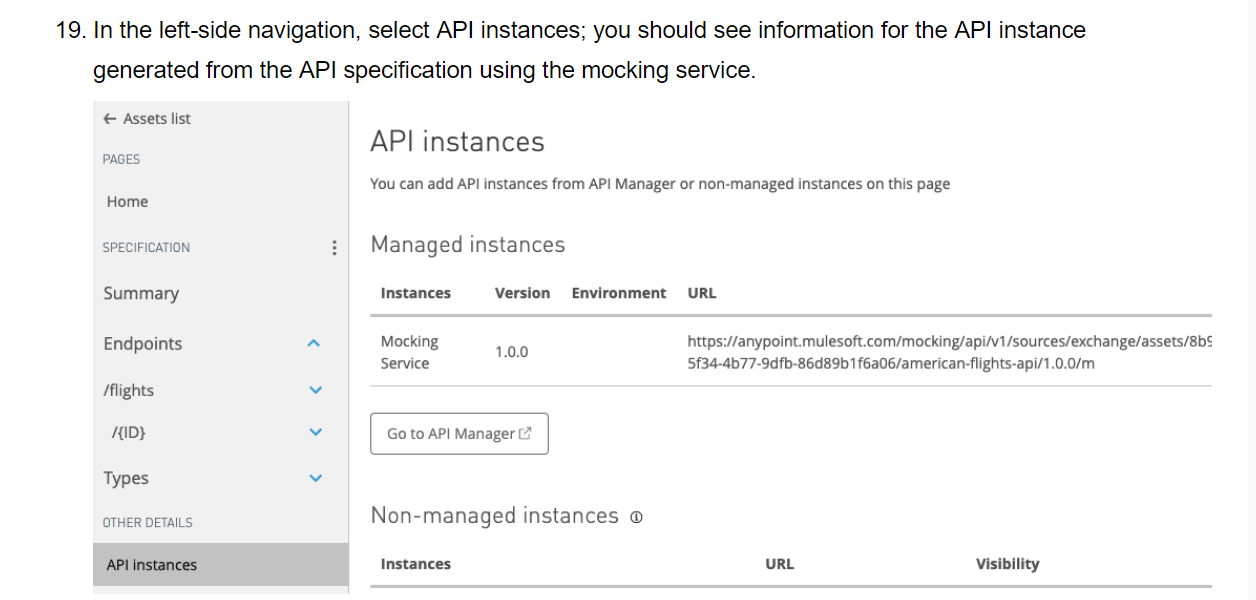 19. In the left-side navigation, select API instances; you should see information for the API instance
generated from the API specification using the mocking service.
← Assets list
PAGES
Home
SPECIFICATION
Summary
Endpoints
/flights
/{ID}
Types
OTHER DETAILS
API instances
API instances
You can add API instances from API Manager or non-managed instances on this page
Managed instances
Instances Version Environment URL
Mocking Service 1.0.0 https://anypoint.mulesoft.com/mocking/api/v1/sources/exchange/assets/8b9
5f34-4b77-9dfb-86d89b1f6a06/american-flights-api/1.0.0/m
Go to API Manager
Non-managed instances
Instances URL Visibility